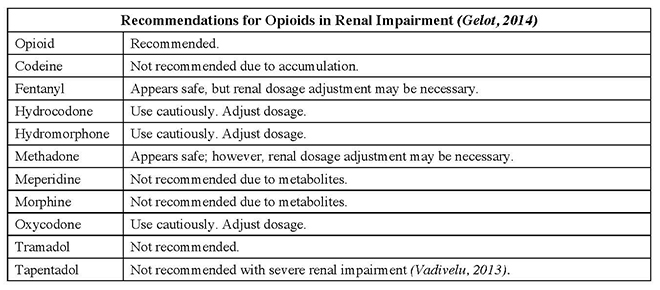 Recommendations for Opioids in Renal Impairment (Gelot, 2014)
Opioid Recommended.
Codeine Not recommended due to accumulation.
Fentanyl Appears safe, but renal dosage adjustment may be necessary.
Hydrocodone Use cautiously. Adjust dosage.
Hydromorphone Use cautiously. Adjust dosage.
Methadone Appears safe; however, renal dosage adjustment may be necessary.
Meperidine Not recommended due to metabolites.
Morphine Not recommended due to metabolites.
Oxycodone Use cautiously. Adjust dosage.
Tramadol Not recommended.
Tapentadol Not recommended with severe renal impairment (Vadivelu, 2013).